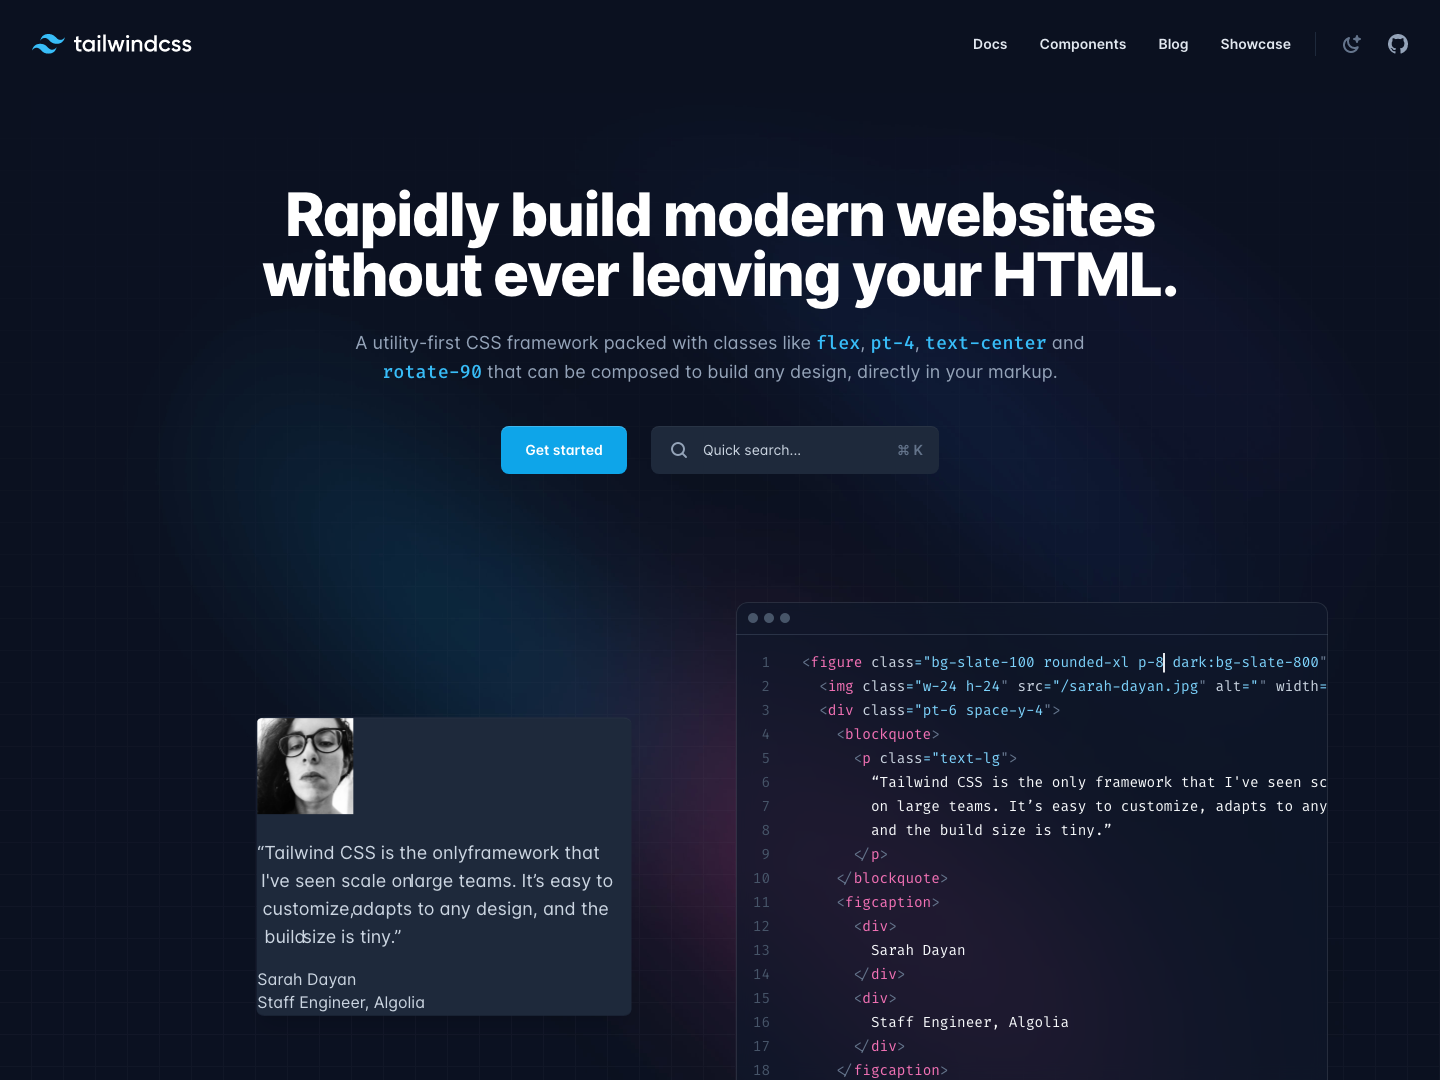 tailwindcss
Docs
Components
Blog
Showcase
Rapidly build modern websites
without ever leaving your HTML.
A utility-first CSS framework packed with classes like flex, pt-4, text-center and
rotate-90 that can be composed to build any design, directly in your markup.
Get started
Quick search...
⌘ K
“Tailwind CSS is the only framework that
I've seen scale on large teams. It’s easy to
customize, adapts to any design, and the
build size is tiny.”
Sarah Dayan
Staff Engineer, Algolia
1 <figure class="bg-slate-100 rounded-xl p-8 dark:bg-slate-800"
2 <img class="w-24 h-24" src="/sarah-dayan.jpg" alt="" width=
3 <div class="pt-6 space-y-4">
4 <blockquote>
5 <p class="text-lg">
6 “Tailwind CSS is the only framework that I've seen sc
7 on large teams. It’s easy to customize, adapts to any
8 and the build size is tiny.”
9 </p>
10 </blockquote>
11 <figcaption>
12 <div>
13 Sarah Dayan
14 </div>
15 <div>
16 Staff Engineer, Algolia
17 </div>
18 </figcaption>